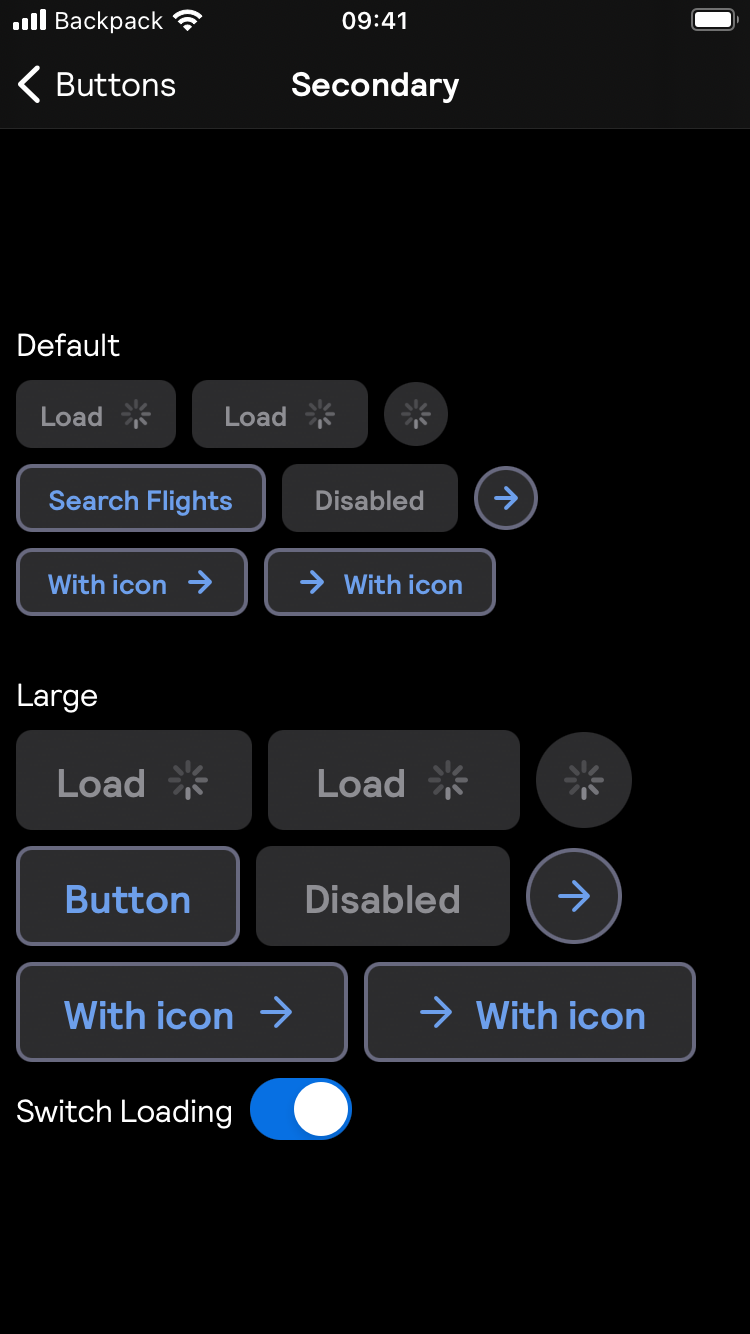 Backpack 09:41
Buttons Secondary
Default
Load Load
Search Flights Disabled
With icon With icon
Large
Load Load
Button Disabled
With icon With icon
Switch Loading